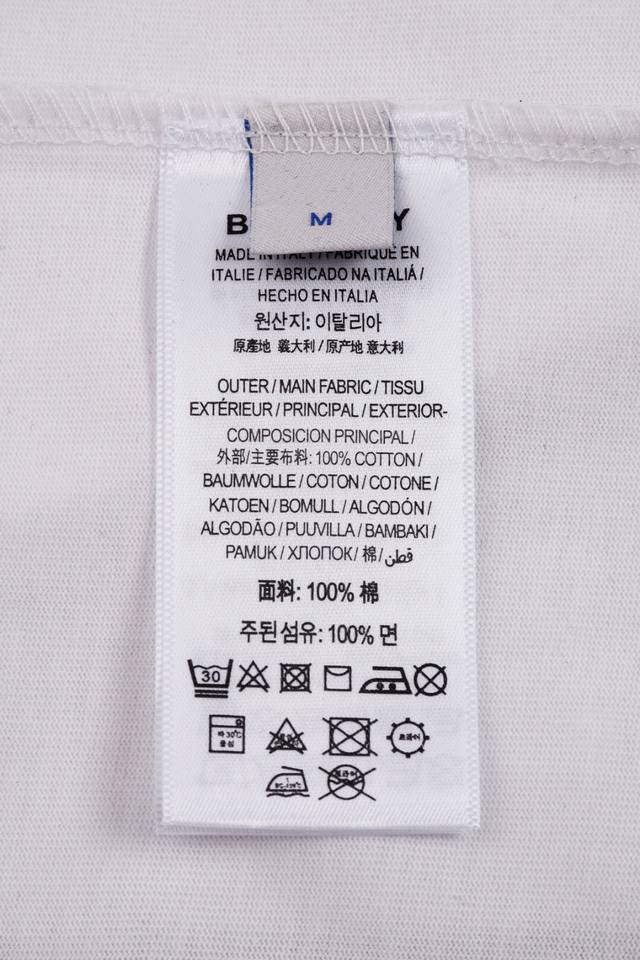 M
MADE IN ITALY / FABRIQUÉ EN
ITALIE / FABRICADO NA ITALIÁ /
HECHO EN ITALIA
원산지: 이탈리아
原產地 義大利 / 原产地 意大利
OUTER / MAIN FABRIC / TISSU
EXTÉRIEUR / PRINCIPAL / EXTERIOR-
COMPOSICION PRINCIPAL /
外部/主要布料: 100% COTTON /
BAUMWOLLE / COTON / COTONE /
KATOEN / BOMULL / ALGODÓN /
ALGODÃO / PUUVILLA / BAMBAKI /
PAMUK / ХЛОПОК / 棉 / قطن
面料: 100% 棉
주된섬유: 100% 면
30